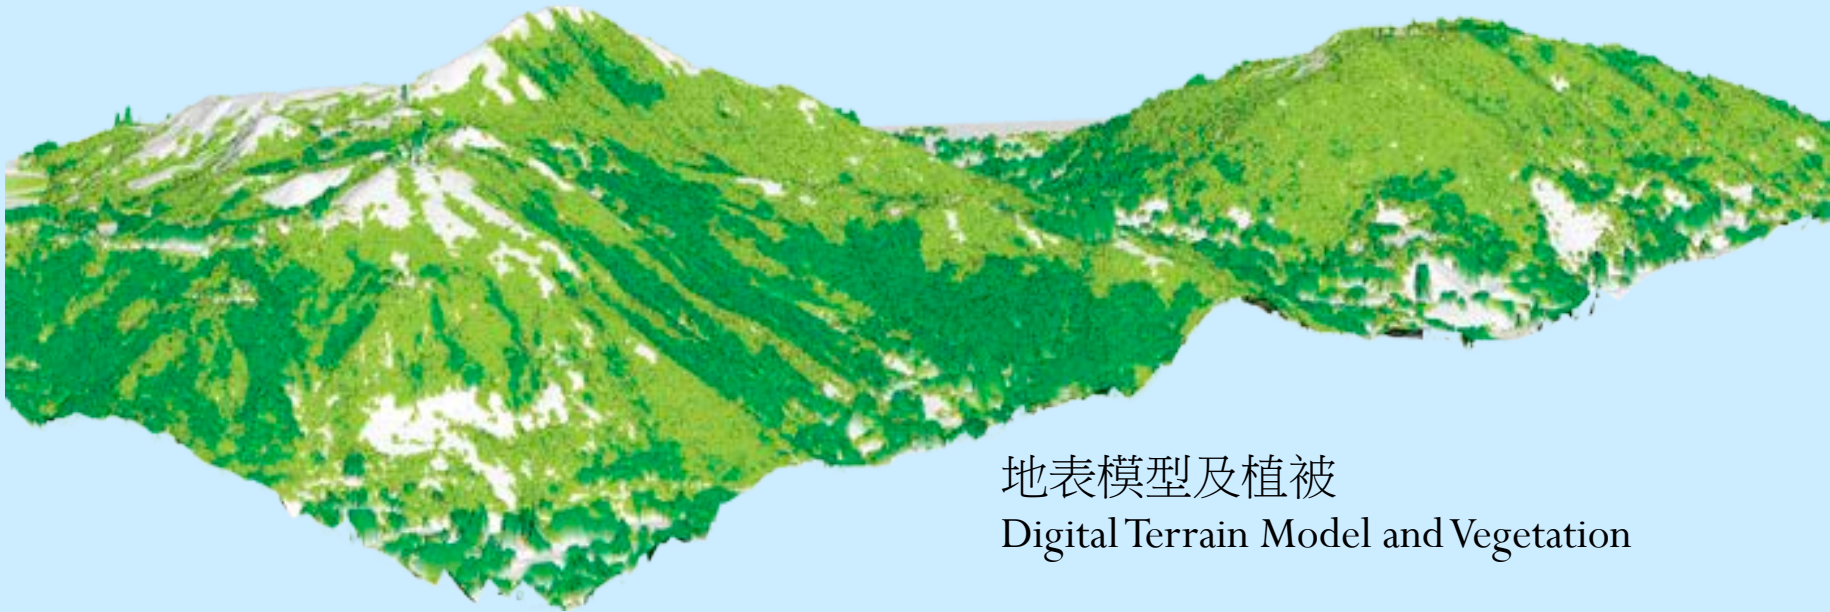 地表模型及植被
Digital Terrain Model and Vegetation